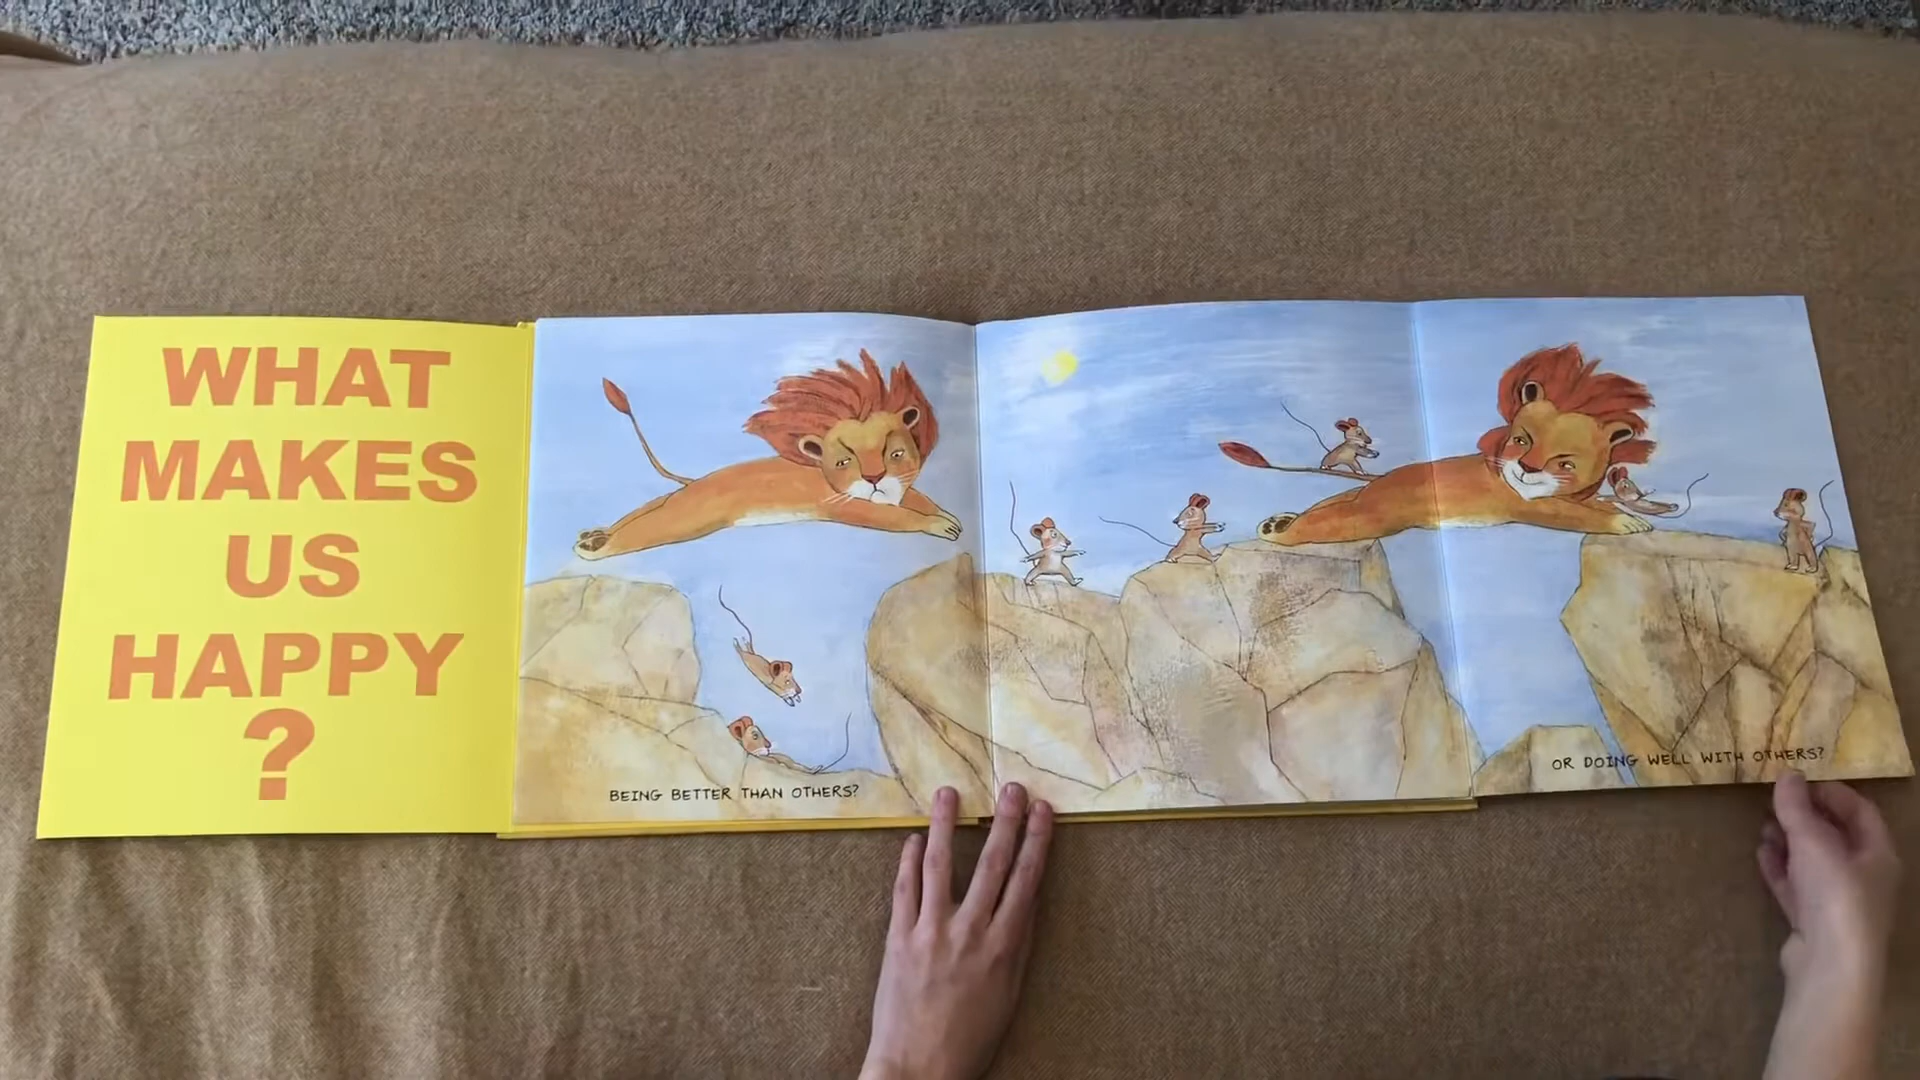 WHAT
MAKES
US
HAPPY
?
BEING BETTER THAN OTHERS?
OR DOING WELL WITH OTHERS?